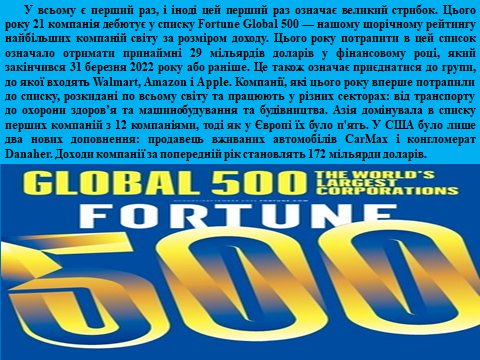 У всьому є перший раз, і іноді цей перший раз означає великий стрибок. Цього
року 21 компанія дебютує у списку Fortune Global 500 — нашому щорічному рейтингу
найбільших компаній світу за розміром доходу. Цього року потрапити в цей список
означало отримати принаймні 29 мільярдів доларів у фінансовому році, який
закінчився 31 березня 2022 року або раніше. Це також означає приєднатися до групи,
до якої входять Walmart, Amazon і Apple. Компанії, які цього року вперше потрапили
до списку, розкидані по всьому світу та працюють у різних секторах: від транспорту
до охорони здоров'я та машинобудування та будівництва. Азія домінувала в списку
перших компаній з 12 компаніями, тоді як у Європі їх було п'ять. У США було лише
два нових доповнення: продавець вживаних автомобілів CarMax і конгломерат
Danaher. Доходи компанії за попередній рік становлять 172 мільярди доларів.
GLOBAL 500 THE WORLD'S
LARGEST
CORPORATIONS
FORTUNE
500